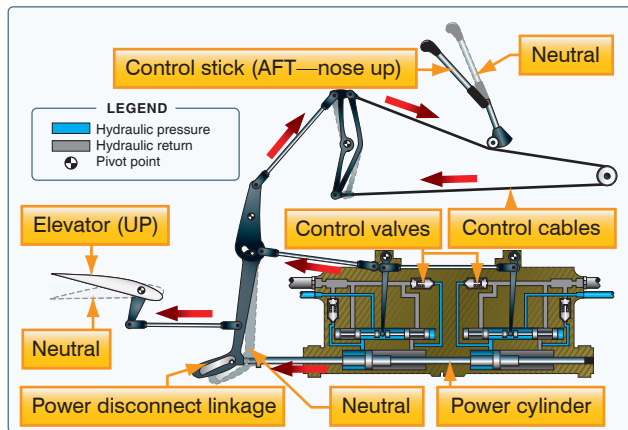 Control stick (AFT—nose up)
Neutral
LEGEND
Hydraulic pressure
Hydraulic return
Pivot point
Elevator (UP)
Control valves
Control cables
Neutral
Power disconnect linkage
Neutral
Power cylinder